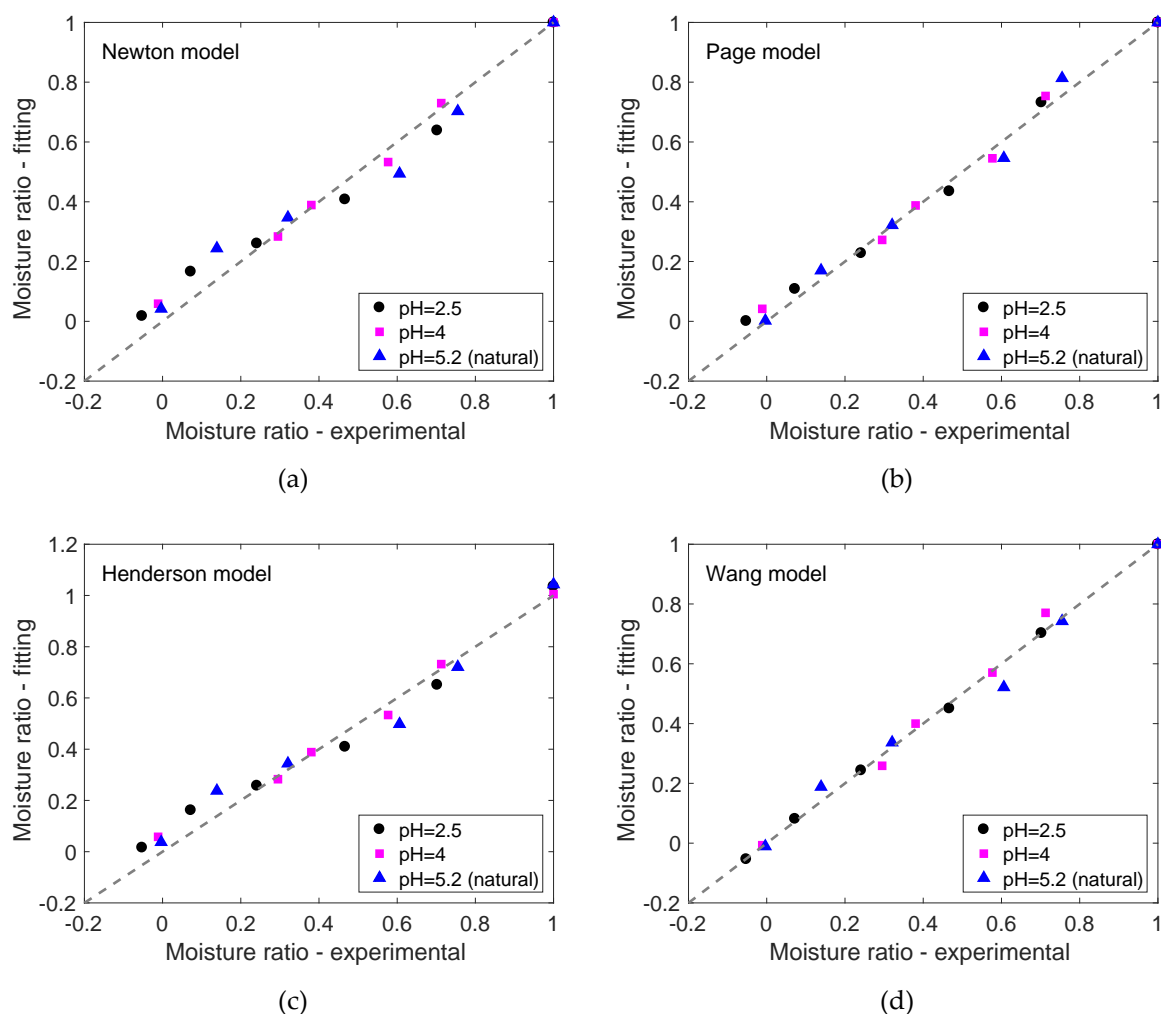 Newton model
Moisture ratio - fitting
1
0.8
0.6
0.4
0.2
0
-0.2
-0.2 0 0.2 0.4 0.6 0.8 1
Moisture ratio - experimental
pH=2.5
pH=4
pH=5.2 (natural)
(a)
Page model
Moisture ratio - fitting
1
0.8
0.6
0.4
0.2
0
-0.2
-0.2 0 0.2 0.4 0.6 0.8 1
Moisture ratio - experimental
pH=2.5
pH=4
pH=5.2 (natural)
(b)
Henderson model
Moisture ratio - fitting
1.2
1
0.8
0.6
0.4
0.2
0
-0.2
-0.2 0 0.2 0.4 0.6 0.8 1
Moisture ratio - experimental
pH=2.5
pH=4
pH=5.2 (natural)
(c)
Wang model
Moisture ratio - fitting
1
0.8
0.6
0.4
0.2
0
-0.2
-0.2 0 0.2 0.4 0.6 0.8 1
Moisture ratio - experimental
pH=2.5
pH=4
pH=5.2 (natural)
(d)